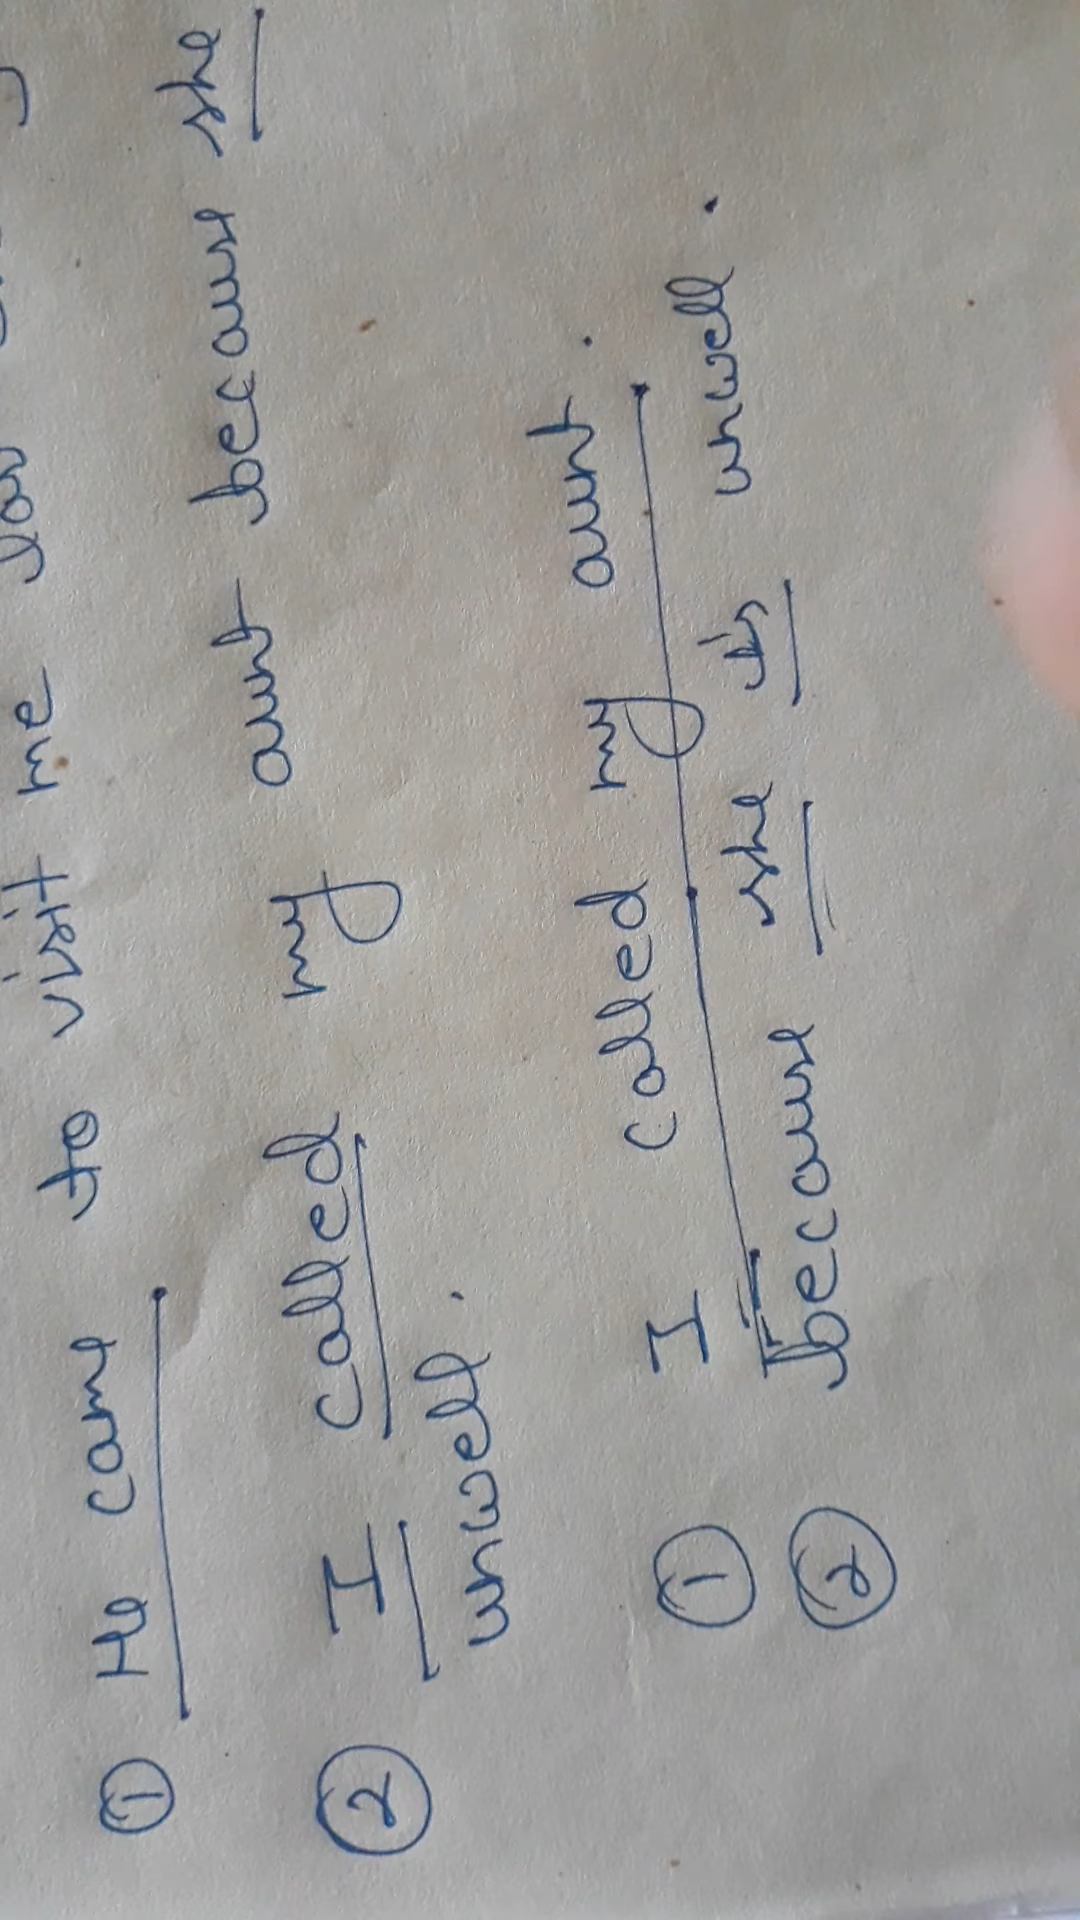 ① He came to visit me
② I called my aunt because she
unwell.
① I called my aunt.
② because she is unwell.